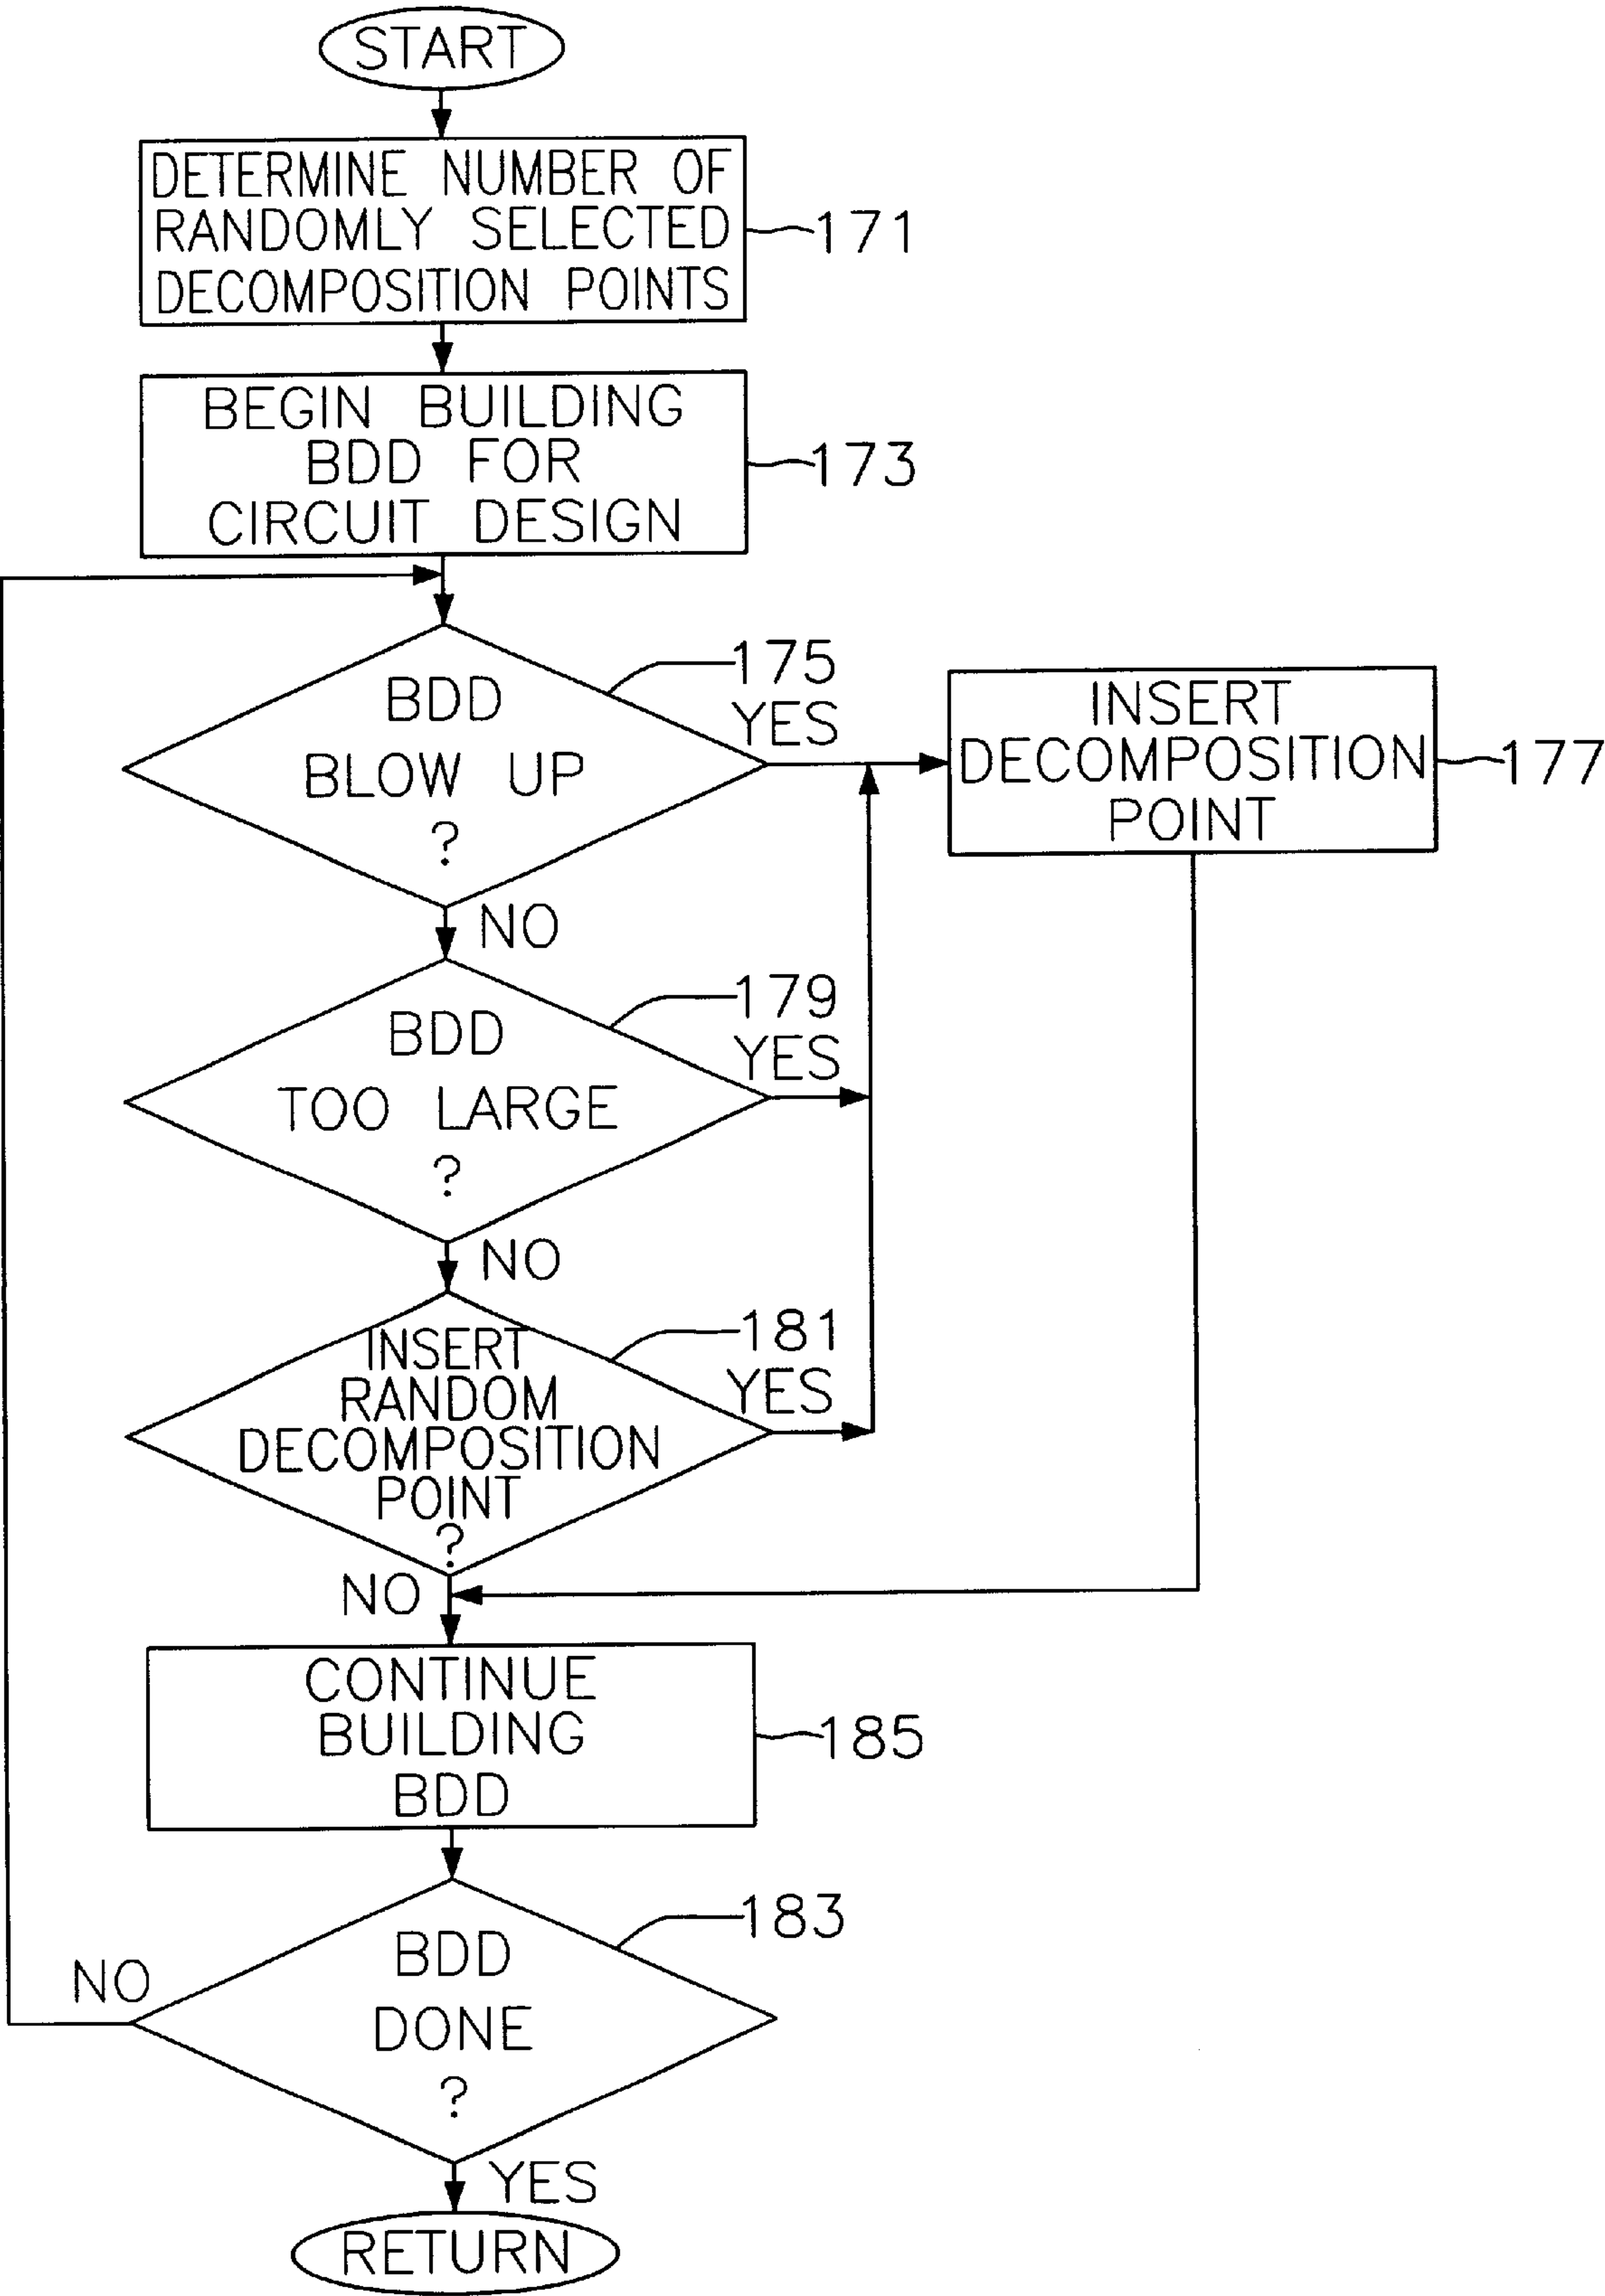 START
DETERMINE NUMBER OF
RANDOMLY SELECTED
DECOMPOSITION POINTS
171
BEGIN BUILDING
BDD FOR
CIRCUIT DESIGN
173
BDD
BLOW UP
?
175
YES
INSERT
DECOMPOSITION
POINT
177
NO
BDD
TOO LARGE
?
179
YES
NO
INSERT
RANDOM
DECOMPOSITION
POINT
?
181
YES
NO
CONTINUE
BUILDING
BDD
185
BDD
DONE
?
183
NO
YES
RETURN